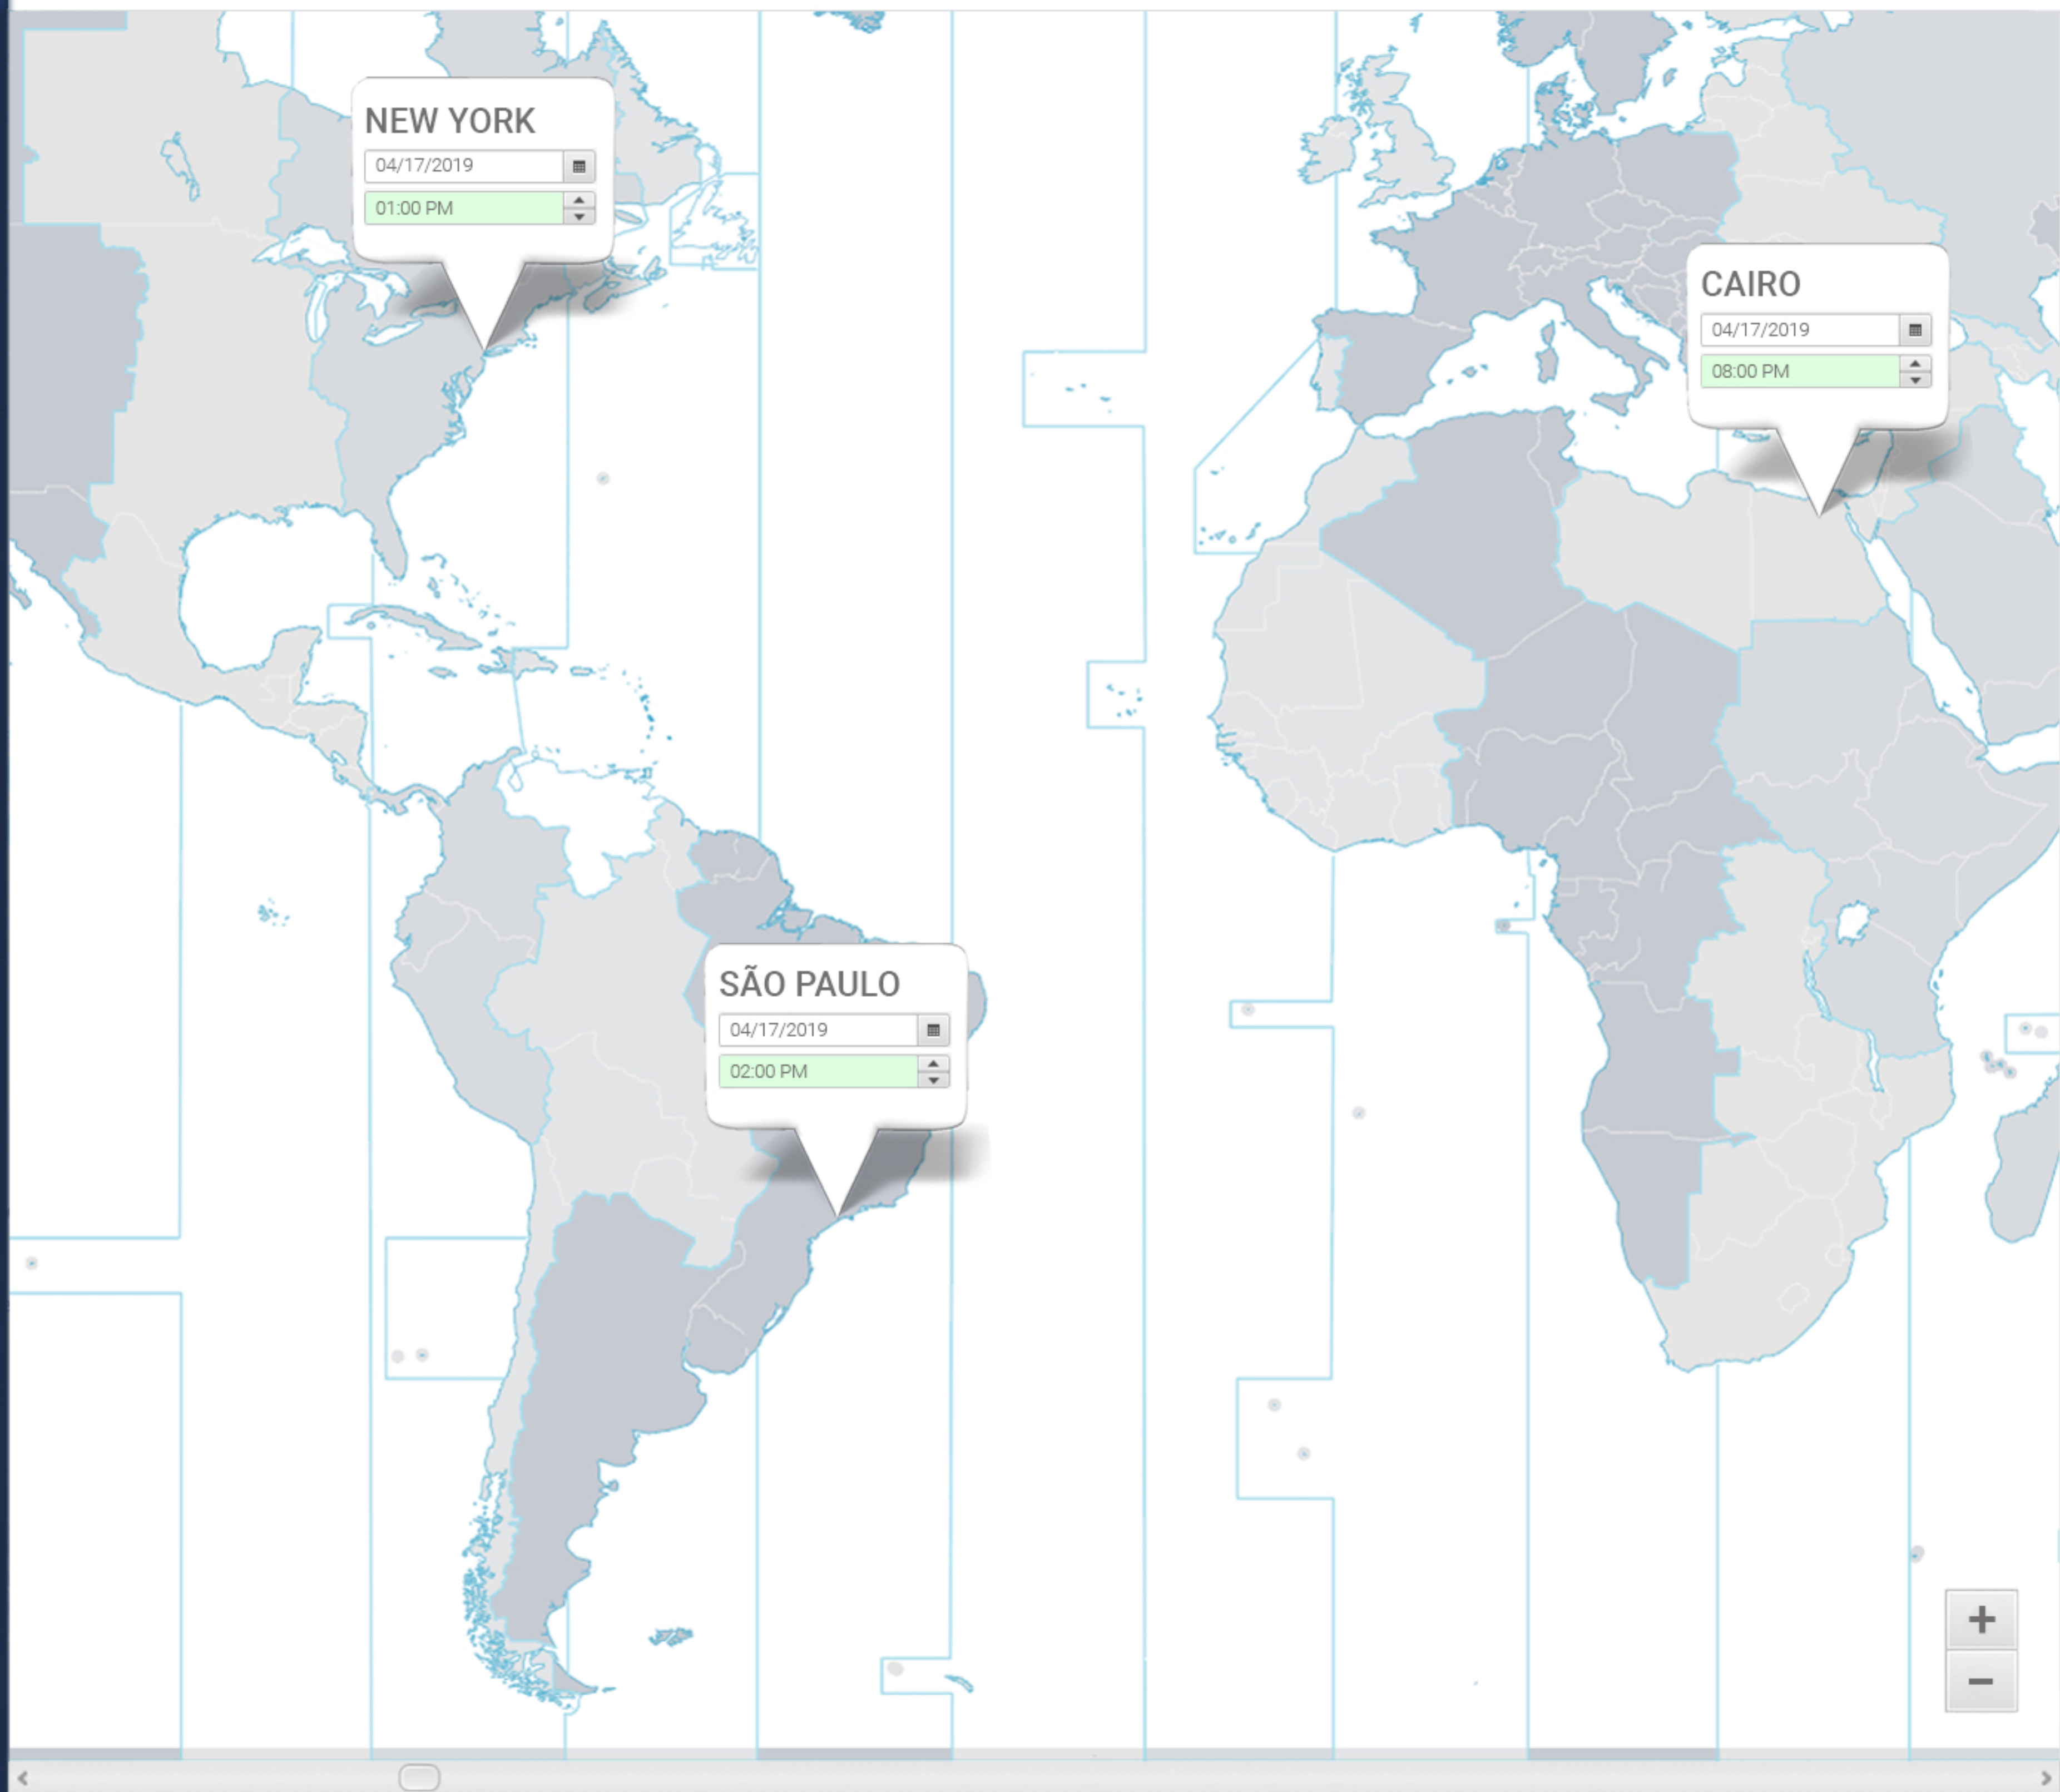 NEW YORK
04/17/2019
01:00 PM
CAIRO
04/17/2019
08:00 PM
SÃO PAULO
04/17/2019
02:00 PM
+
−